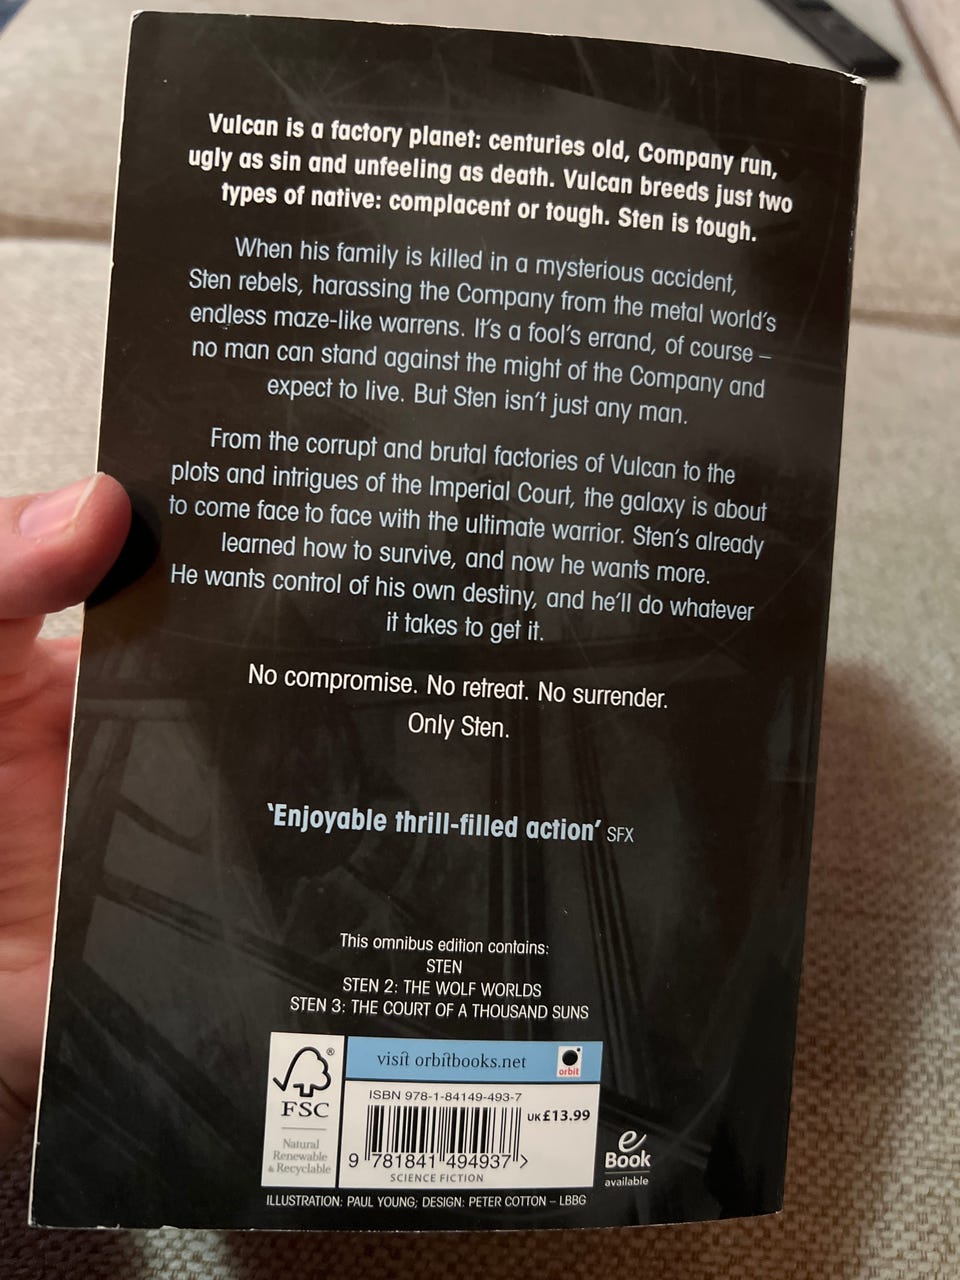 Vulcan is a factory planet: centuries old, Company run,
ugly as sin and unfeeling as death. Vulcan breeds just two
types of native: complacent or tough. Sten is tough.
When his family is killed in a mysterious accident,
Sten rebels, harassing the Company from the metal world's
endless maze-like warrens. It's a fool's errand, of course –
no man can stand against the might of the Company and
expect to live. But Sten isn't just any man.
From the corrupt and brutal factories of Vulcan to the
plots and intrigues of the Imperial Court, the galaxy is about
to come face to face with the ultimate warrior. Sten's already
learned how to survive, and now he wants more.
He wants control of his own destiny, and he'll do whatever
it takes to get it.
No compromise. No retreat. No surrender.
Only Sten.
‘Enjoyable thrill-filled action’ SFX
This omnibus edition contains:
STEN
STEN 2: THE WOLF WORLDS
STEN 3: THE COURT OF A THOUSAND SUNS
visit orbitbooks.net
orbit
®
FSC
Natural
Renewable
& Recyclable
ISBN 978-1-84149-493-7
UK £13.99
9 781841 494937 >
SCIENCE FICTION
e
Book
available
ILLUSTRATION: PAUL YOUNG; DESIGN: PETER COTTON – LBBG